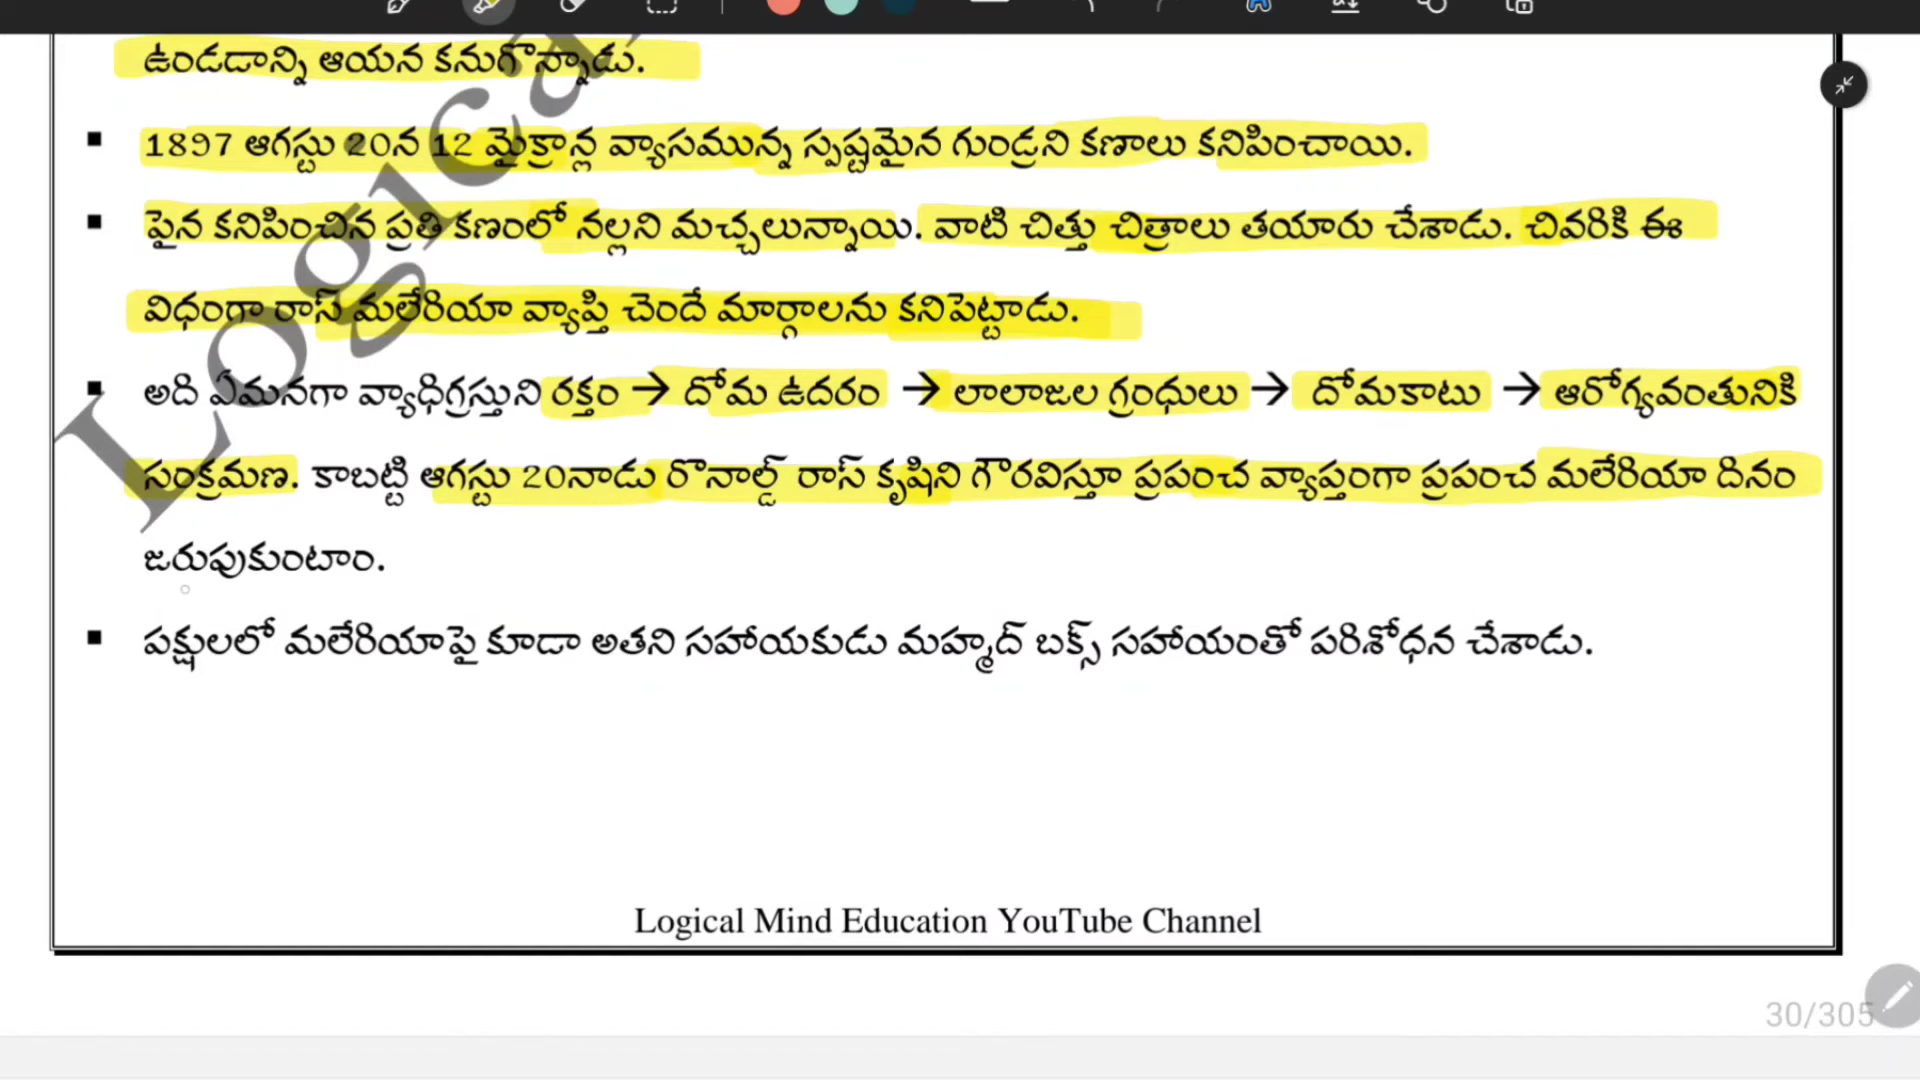 ఉండడాన్ని ఆయన కనుగొన్నాడు.
▪ 1897 ఆగస్టు 20న 12 మైక్రాన్ల వ్యాసమున్న స్పష్టమైన గుండ్రని కణాలు కనిపించాయి.
▪ పైన కనిపించిన ప్రతి కణంలో నల్లని మచ్చలున్నాయి. వాటి చిత్తు చిత్రాలు తయారు చేశాడు. చివరికి ఈ
విధంగా రాస్ మలేరియా వ్యాప్తి చెందే మార్గాలను కనిపెట్టాడు.
▪ అది ఏమనగా వ్యాధిగ్రస్తుని రక్తం → దోమ ఉదరం → లాలాజల గ్రంధులు → దోమకాటు → ఆరోగ్యవంతునికి
సంక్రమణ. కాబట్టి ఆగస్టు 20నాడు రొనాల్డ్ రాస్ కృషిని గౌరవిస్తూ ప్రపంచ వ్యాప్తంగా ప్రపంచ మలేరియా దినం
జరుపుకుంటాం.
▪ పక్షులలో మలేరియాపై కూడా అతని సహాయకుడు మహ్మద్ బక్స్ సహాయంతో పరిశోధన చేశాడు.
Logica
Logical Mind Education YouTube Channel
30/305